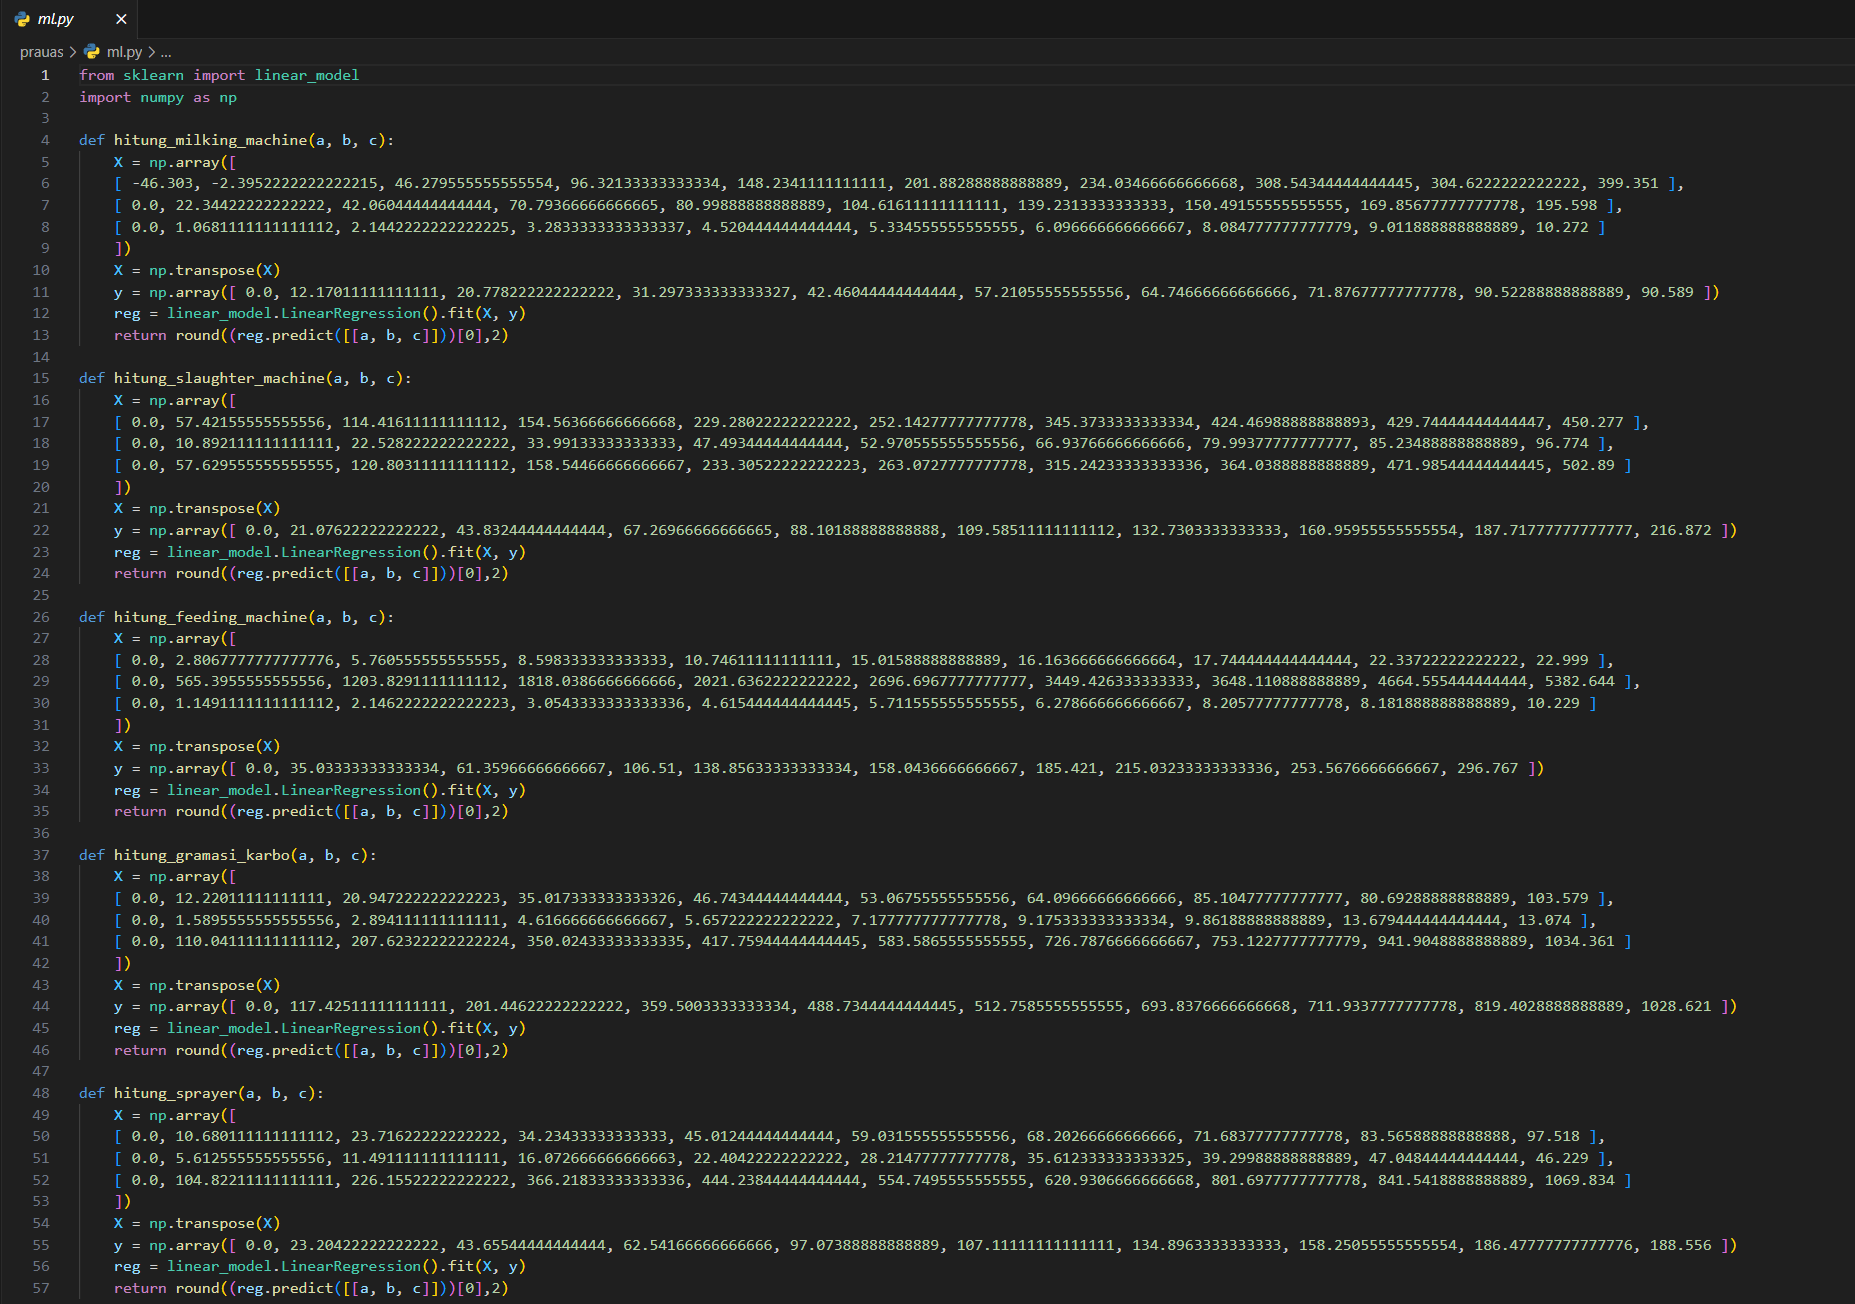 ml.py
prauas > ml.py > ...
1 from sklearn import linear_model
2 import numpy as np
3
4 def hitung_milking_machine(a, b, c):
5     X = np.array([
6     [ -46.303, -2.3952222222222215, 46.279555555555554, 96.32133333333334, 148.2341111111111, 201.88288888888889, 234.03466666666668, 308.54344444444445, 304.6222222222222, 399.351 ],
7     [ 0.0, 22.34422222222222, 42.06044444444444, 70.79366666666665, 80.99888888888889, 104.61611111111111, 139.2313333333333, 150.49155555555555, 169.85677777777778, 195.598 ],
8     [ 0.0, 1.0681111111111112, 2.1442222222222225, 3.2833333333333337, 4.520444444444444, 5.334555555555555, 6.096666666666667, 8.084777777777779, 9.011888888888889, 10.272 ]
9     ])
10     X = np.transpose(X)
11     y = np.array([ 0.0, 12.17011111111111, 20.778222222222222, 31.297333333333327, 42.46044444444444, 57.21055555555556, 64.74666666666666, 71.87677777777778, 90.52288888888889, 90.589 ])
12     reg = linear_model.LinearRegression().fit(X, y)
13     return round((reg.predict([[a, b, c]]))[0],2)
14
15 def hitung_slaughter_machine(a, b, c):
16     X = np.array([
17     [ 0.0, 57.42155555555556, 114.41611111111112, 154.56366666666668, 229.28022222222222, 252.14277777777778, 345.3733333333334, 424.46988888888893, 429.74444444444447, 450.277 ],
18     [ 0.0, 10.892111111111111, 22.528222222222222, 33.99133333333333, 47.49344444444444, 52.970555555555556, 66.93766666666666, 79.99377777777777, 85.23488888888889, 96.774 ],
19     [ 0.0, 57.629555555555555, 120.80311111111112, 158.54466666666667, 233.30522222222223, 263.0727777777778, 315.24233333333336, 364.0388888888889, 471.98544444444445, 502.89 ]
20     ])
21     X = np.transpose(X)
22     y = np.array([ 0.0, 21.07622222222222, 43.83244444444444, 67.26966666666665, 88.10188888888888, 109.58511111111112, 132.7303333333333, 160.95955555555554, 187.71777777777777, 216.872 ])
23     reg = linear_model.LinearRegression().fit(X, y)
24     return round((reg.predict([[a, b, c]]))[0],2)
25
26 def hitung_feeding_machine(a, b, c):
27     X = np.array([
28     [ 0.0, 2.8067777777777776, 5.760555555555555, 8.598333333333333, 10.74611111111111, 15.01588888888889, 16.163666666666664, 17.744444444444444, 22.33722222222222, 22.999 ],
29     [ 0.0, 565.3955555555556, 1203.8291111111112, 1818.0386666666666, 2021.6362222222222, 2696.6967777777777, 3449.426333333333, 3648.110888888889, 4664.555444444444, 5382.644 ],
30     [ 0.0, 1.1491111111111112, 2.1462222222222223, 3.0543333333333336, 4.615444444444445, 5.711555555555555, 6.278666666666667, 8.20577777777778, 8.181888888888889, 10.229 ]
31     ])
32     X = np.transpose(X)
33     y = np.array([ 0.0, 35.03333333333334, 61.35966666666667, 106.51, 138.85633333333334, 158.0436666666667, 185.421, 215.03233333333336, 253.5676666666667, 296.767 ])
34     reg = linear_model.LinearRegression().fit(X, y)
35     return round((reg.predict([[a, b, c]]))[0],2)
36
37 def hitung_gramasi_karbo(a, b, c):
38     X = np.array([
39     [ 0.0, 12.22011111111111, 20.947222222222223, 35.017333333333326, 46.74344444444444, 53.06755555555556, 64.09666666666666, 85.10477777777777, 80.69288888888889, 103.579 ],
40     [ 0.0, 1.5895555555555556, 2.894111111111111, 4.616666666666667, 5.657222222222222, 7.177777777777778, 9.175333333333334, 9.86188888888889, 13.679444444444444, 13.074 ],
41     [ 0.0, 110.04111111111112, 207.62322222222224, 350.02433333333335, 417.75944444444445, 583.5865555555555, 726.7876666666667, 753.1227777777779, 941.9048888888889, 1034.361 ]
42     ])
43     X = np.transpose(X)
44     y = np.array([ 0.0, 117.42511111111111, 201.44622222222222, 359.5003333333334, 488.7344444444445, 512.7585555555555, 693.8376666666668, 711.9337777777778, 819.4028888888889, 1028.621 ])
45     reg = linear_model.LinearRegression().fit(X, y)
46     return round((reg.predict([[a, b, c]]))[0],2)
47
48 def hitung_sprayer(a, b, c):
49     X = np.array([
50     [ 0.0, 10.680111111111112, 23.71622222222222, 34.23433333333333, 45.01244444444444, 59.031555555555556, 68.20266666666666, 71.68377777777778, 83.56588888888888, 97.518 ],
51     [ 0.0, 5.612555555555556, 11.491111111111111, 16.072666666666663, 22.40422222222222, 28.21477777777778, 35.612333333333325, 39.29988888888889, 47.04844444444444, 46.229 ],
52     [ 0.0, 104.82211111111111, 226.15522222222222, 366.21833333333336, 444.23844444444444, 554.7495555555555, 620.9306666666668, 801.6977777777778, 841.5418888888889, 1069.834 ]
53     ])
54     X = np.transpose(X)
55     y = np.array([ 0.0, 23.20422222222222, 43.65544444444444, 62.54166666666666, 97.07388888888889, 107.11111111111111, 134.8963333333333, 158.25055555555554, 186.47777777777776, 188.556 ])
56     reg = linear_model.LinearRegression().fit(X, y)
57     return round((reg.predict([[a, b, c]]))[0],2)